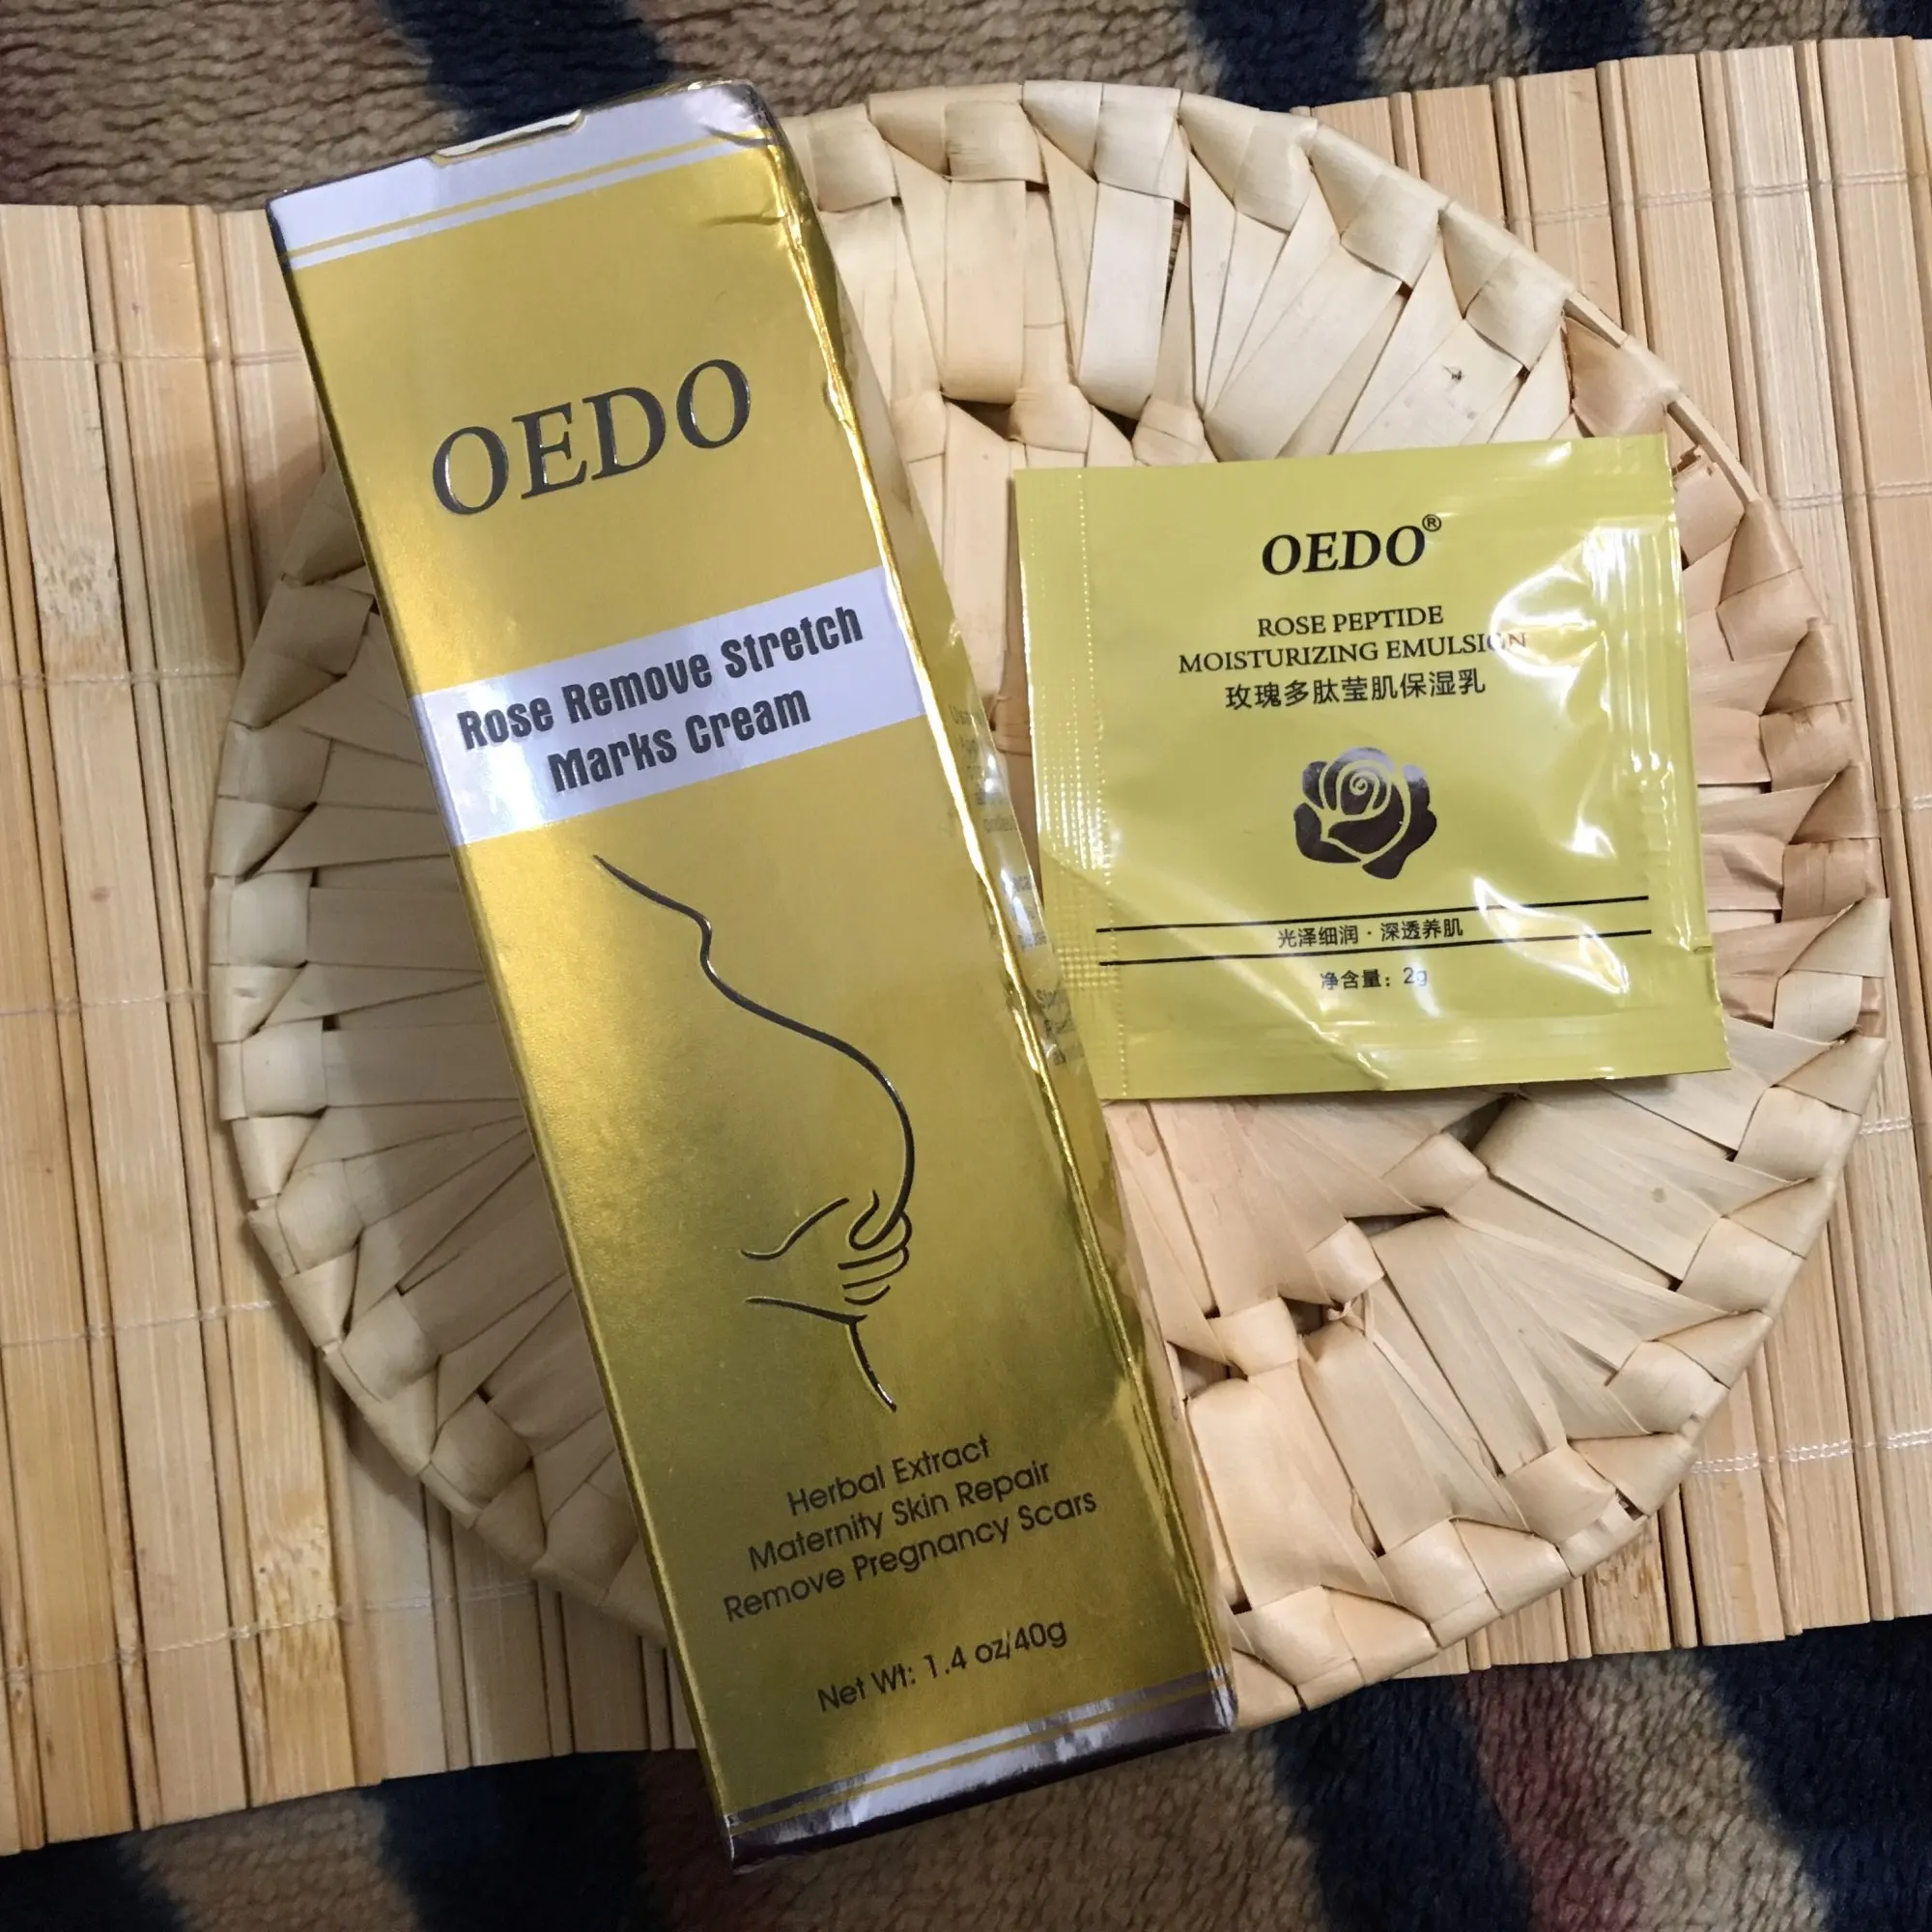 OEDO
Rose Remove Stretch
Marks Cream
Herbal Extract
Maternity Skin Repair
Remove Pregnancy Scars
Net Wt: 1.4 oz/40g
OEDO®
ROSE PEPTIDE
MOISTURIZING EMULSION
玫瑰多肽莹肌保湿乳
光泽细润·深透养肌
净含量：2g